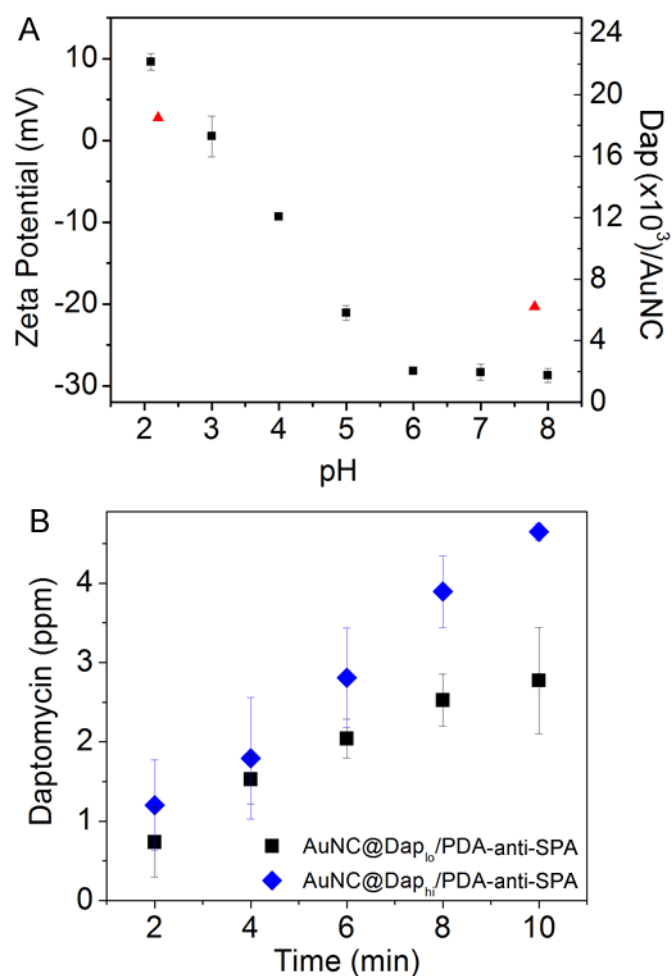 A
Zeta Potential (mV)
10
0
-10
-20
-30
24
20
16
12
8
4
0
Dap (x10³)/AuNC
2 3 4 5 6 7 8
pH
B
Daptomycin (ppm)
4
3
2
1
0
AuNC@Dap_lo/PDA-anti-SPA
AuNC@Dap_hi/PDA-anti-SPA
2 4 6 8 10
Time (min)